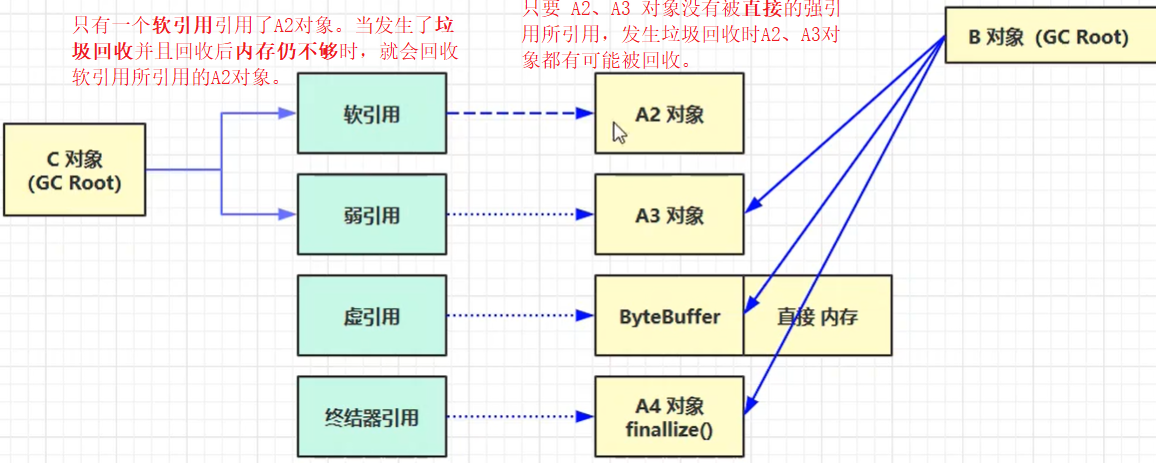 只有一个软引用引用了A2对象。当发生了垃
圾回收并且回收后内存仍不够时，就会回收
软引用所引用的A2对象。
只要 A2、A3 对象没有被直接的强引
用所引用，发生垃圾回收时A2、A3对
象都有可能被回收。
B 对象（GC Root)
软引用
A2 对象
C 对象
(GC Root)
弱引用
A3 对象
虚引用
ByteBuffer
直接 内存
终结器引用
A4 对象
finallize()